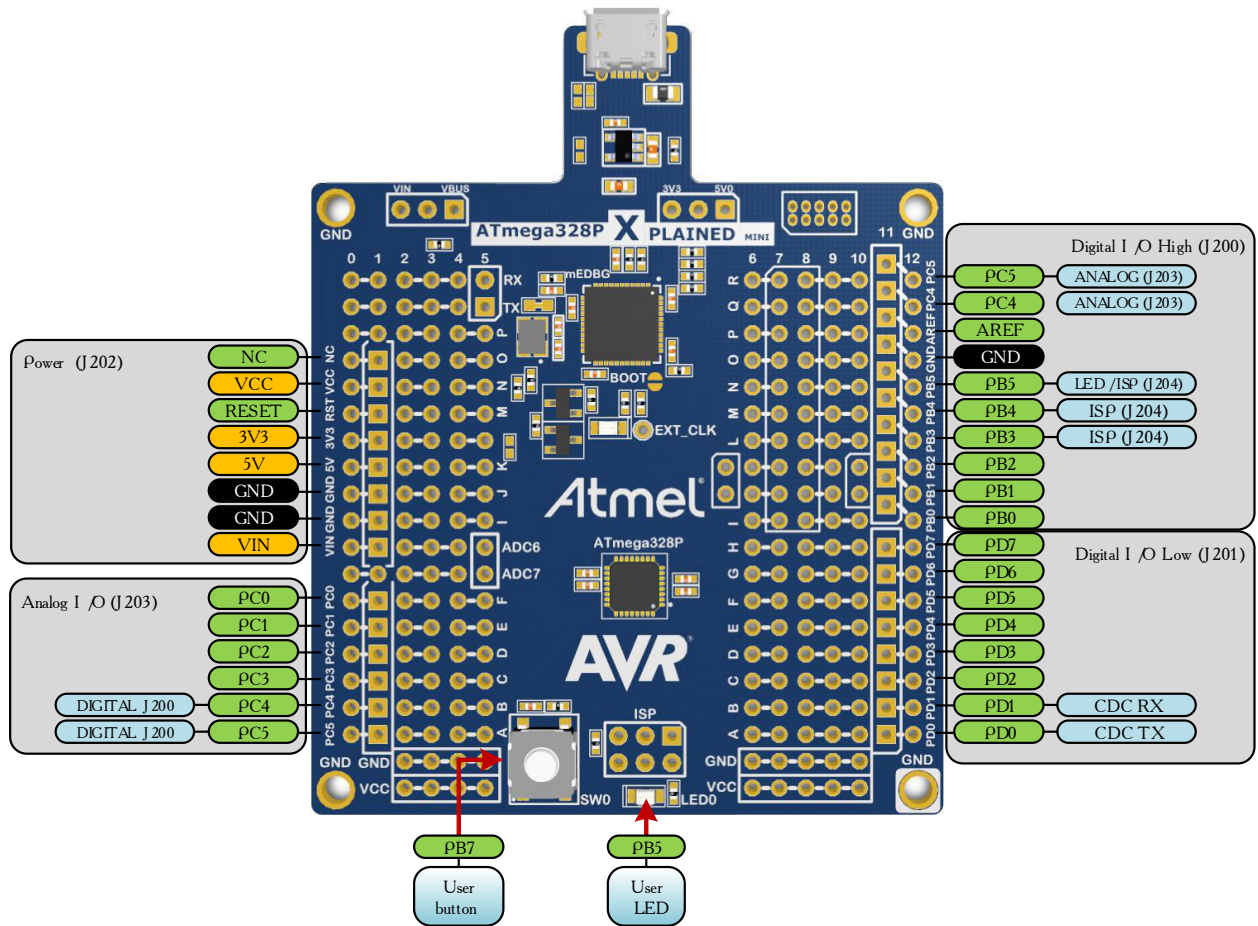 VIN VBUS
3V3 5V0
GND
ATmega328P X PLAINED MINI
11 GND
0 1 2 3 4 5
6 7 8 9 10 12
RX
TX
mEDBG
BOOT
EXT_CLK
Atmel
ATmega328P
ADC6
ADC7
AVR
ISP
SW0
LED0
P
O
N
M
K
J
I
F
E
D
C
B
A
R
Q
P
O
N
M
L
I
H
G
F
E
D
C
B
A
NC
VCC
RST
3V3
5V
GND
GND
VIN
PC0
PC1
PC2
PC3
PC4
PC5
GND GND
VCC
GND
VCC
GND
PC5
PC4
AREF
GND
PB5
PB4
PB3
PB2
PB1
PB0
PD7
PD6
PD5
PD4
PD3
PD2
PD1
PD0
Power (J202)
NC
VCC
RESET
3V3
5V
GND
GND
VIN
Analog I/O (J203)
PC0
PC1
PC2
PC3
DIGITAL J200 PC4
DIGITAL J200 PC5
Digital I/O High (J200)
PC5 ANALOG (J203)
PC4 ANALOG (J203)
AREF
GND
PB5 LED/ISP (J204)
PB4 ISP (J204)
PB3 ISP (J204)
PB2
PB1
PB0
Digital I/O Low (J201)
PD7
PD6
PD5
PD4
PD3
PD2
PD1 CDC RX
PD0 CDC TX
PB7
User
button
PB5
User
LED